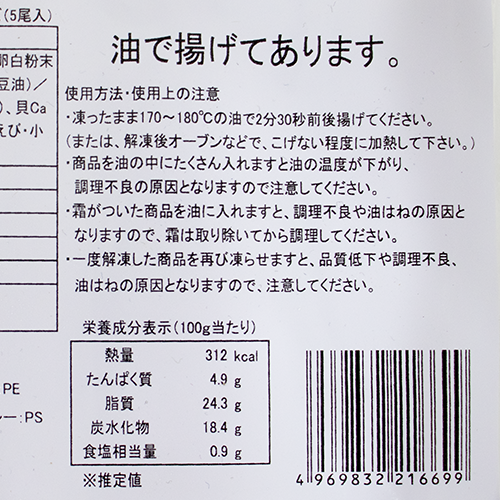 (5尾入)
卵白粉末
豆油)／
、貝Ca
えび・小
PE
ー:PS
油で揚げてあります。
使用方法・使用上の注意
・凍ったまま170～180℃の油で2分30秒前後揚げてください。
(または、解凍後オーブンなどで、こげない程度に加熱して下さい。)
・商品を油の中にたくさん入れますと油の温度が下がり、
調理不良の原因となりますので注意してください。
・霜がついた商品を油に入れますと、調理不良や油はねの原因と
なりますので、霜は取り除いてから調理してください。
・一度解凍した商品を再び凍らせますと、品質低下や調理不良、
油はねの原因となりますので、注意してください。
栄養成分表示(100g当たり)
熱量 312 kcal
たんぱく質 4.9 g
脂質 24.3 g
炭水化物 18.4 g
食塩相当量 0.9 g
※推定値
4 969832 216699